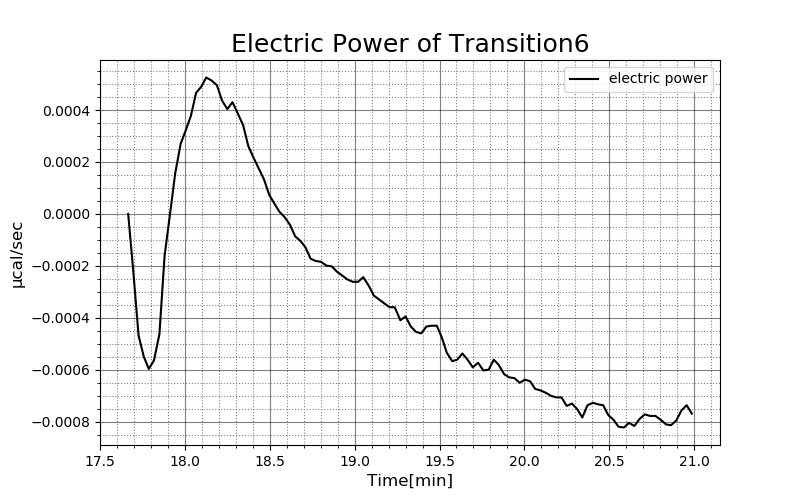 Electric Power of Transition6
electric power
0.0004
0.0002
0.0000
−0.0002
−0.0004
−0.0006
−0.0008
μcal/sec
17.5 18.0 18.5 19.0 19.5 20.0 20.5 21.0
Time[min]